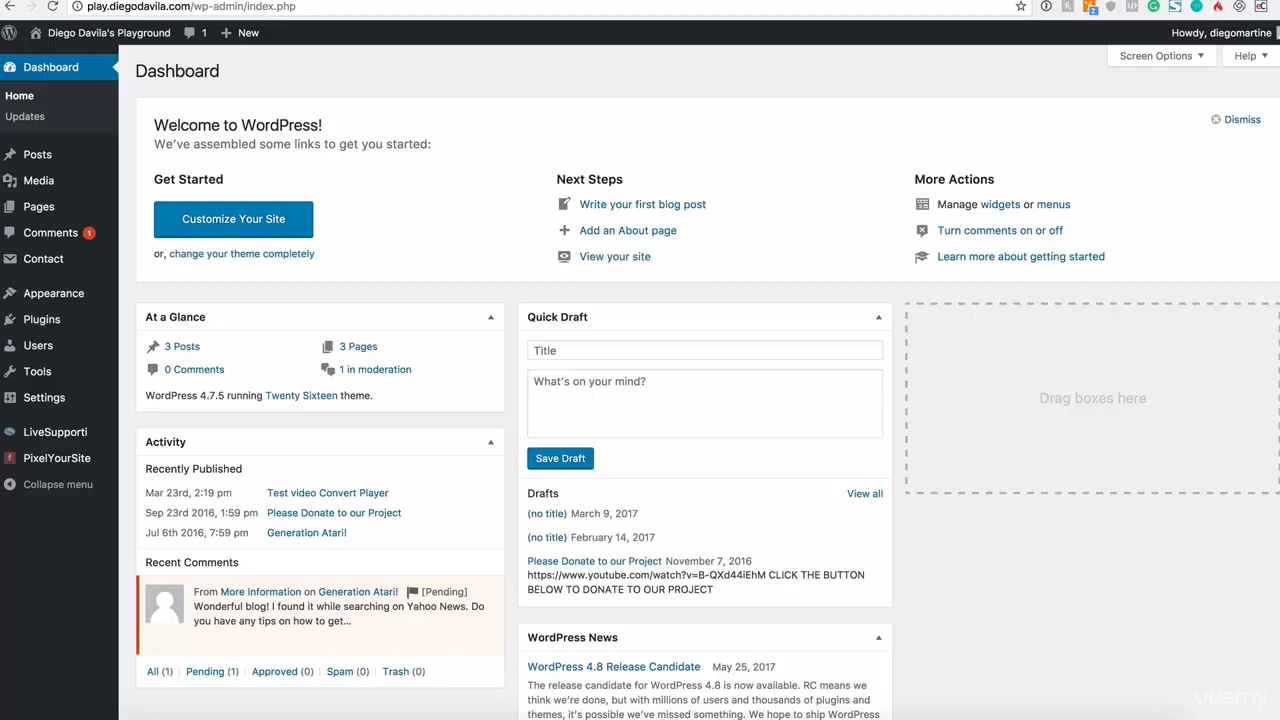 play.diegodavila.com/wp-admin/index.php
Diego Davila's Playground 1 New Howdy, diegomartine
Screen Options Help
Dashboard
Home
Updates
Posts
Media
Pages
Comments 1
Contact
Appearance
Plugins
Users
Tools
Settings
LiveSupporti
PixelYourSite
Collapse menu
Dashboard
Welcome to WordPress!
Dismiss
We've assembled some links to get you started:
Get Started
Customize Your Site
or, change your theme completely
Next Steps
Write your first blog post
Add an About page
View your site
More Actions
Manage widgets or menus
Turn comments on or off
Learn more about getting started
At a Glance
3 Posts 3 Pages
0 Comments 1 in moderation
WordPress 4.7.5 running Twenty Sixteen theme.
Activity
Recently Published
Mar 23rd, 2:19 pm Test video Convert Player
Sep 23rd 2016, 1:59 pm Please Donate to our Project
Jul 6th 2016, 7:59 pm Generation Atari!
Recent Comments
From More Information on Generation Atari! [Pending]
Wonderful blog! I found it while searching on Yahoo News. Do
you have any tips on how to get...
All (1) | Pending (1) | Approved (0) | Spam (0) | Trash (0)
Quick Draft
Title
What's on your mind?
Save Draft
Drafts View all
(no title) March 9, 2017
(no title) February 14, 2017
Please Donate to our Project November 7, 2016
https://www.youtube.com/watch?v=B-QXd44iEhM CLICK THE BUTTON
BELOW TO DONATE TO OUR PROJECT
WordPress News
WordPress 4.8 Release Candidate May 25, 2017
The release candidate for WordPress 4.8 is now available. RC means we
think we're done, but with millions of users and thousands of plugins and
themes, it's possible we've missed something. We hope to ship WordPress
Drag boxes here
udemy